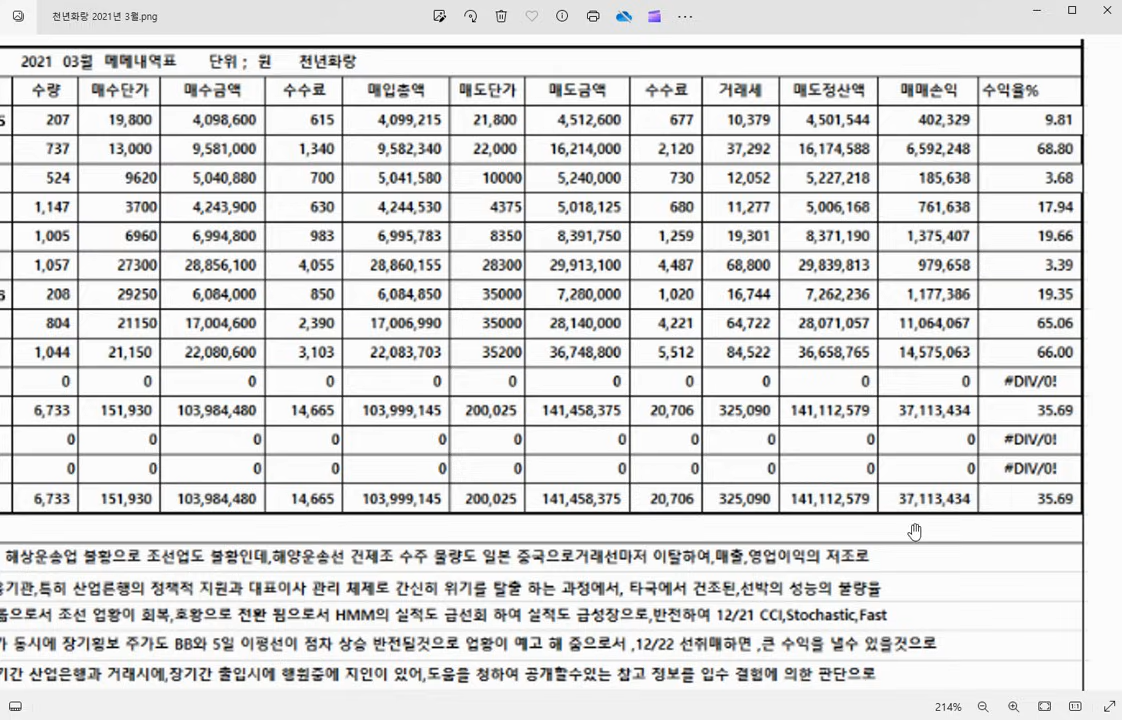 천년화랑 2021년 3월.png
2021 03월 메메내역표 단위 ; 원 천년화랑
수량 매수단가 매수금액 수수료 매입총액 매도단가 매도금액 수수료 거래세 매도정산액 매매손익 수익율%
207 19,800 4,098,600 615 4,099,215 21,800 4,512,600 677 10,379 4,501,544 402,329 9.81
737 13,000 9,581,000 1,340 9,582,340 22,000 16,214,000 2,120 37,292 16,174,588 6,592,248 68.80
524 9620 5,040,880 700 5,041,580 10000 5,240,000 730 12,052 5,227,218 185,638 3.68
1,147 3700 4,243,900 630 4,244,530 4375 5,018,125 680 11,277 5,006,168 761,638 17.94
1,005 6960 6,994,800 983 6,995,783 8350 8,391,750 1,259 19,301 8,371,190 1,375,407 19.66
1,057 27300 28,856,100 4,055 28,860,155 28300 29,913,100 4,487 68,800 29,839,813 979,658 3.39
208 29250 6,084,000 850 6,084,850 35000 7,280,000 1,020 16,744 7,262,236 1,177,386 19.35
804 21150 17,004,600 2,390 17,006,990 35000 28,140,000 4,221 64,722 28,071,057 11,064,067 65.06
1,044 21,150 22,080,600 3,103 22,083,703 35200 36,748,800 5,512 84,522 36,658,765 14,575,063 66.00
0 0 0 0 0 0 0 0 0 0 0 #DIV/0!
6,733 151,930 103,984,480 14,665 103,999,145 200,025 141,458,375 20,706 325,090 141,112,579 37,113,434 35.69
0 0 0 0 0 0 0 0 0 0 0 #DIV/0!
0 0 0 0 0 0 0 0 0 0 0 #DIV/0!
6,733 151,930 103,984,480 14,665 103,999,145 200,025 141,458,375 20,706 325,090 141,112,579 37,113,434 35.69
해상운송업 불황으로 조선업도 불황인데,해양운송선 건제조 수주 물량도 일본 중국으로거래선마저 이탈하여,매출,영업이익의 저조로
특히 산업은행의 정책적 지원과 대표이사 관리 체제로 간신히 위기를 탈출 하는 과정에서, 타국에서 건조된,선박의 성능의 불량을
조선 업황이 회복,호황으로 전환 됨으로서 HMM의 실적도 급선회 하여 실적도 급성장으로,반전하여 12/21 CCI,Stochastic,Fast
동시에 장기횡보 주가도 BB와 5일 이평선이 점차 상승 반전될것으로 업황이 예고 해 줌으로서 ,12/22 선취매하면 ,큰 수익을 낼수 있을것으로
산업은행과 거래시에,장기간 출입시에 행원중에 지인이 있어,도움을 청하여 공개할수있는 참고 정보를 입수 결험에 의한 판단으로
214%